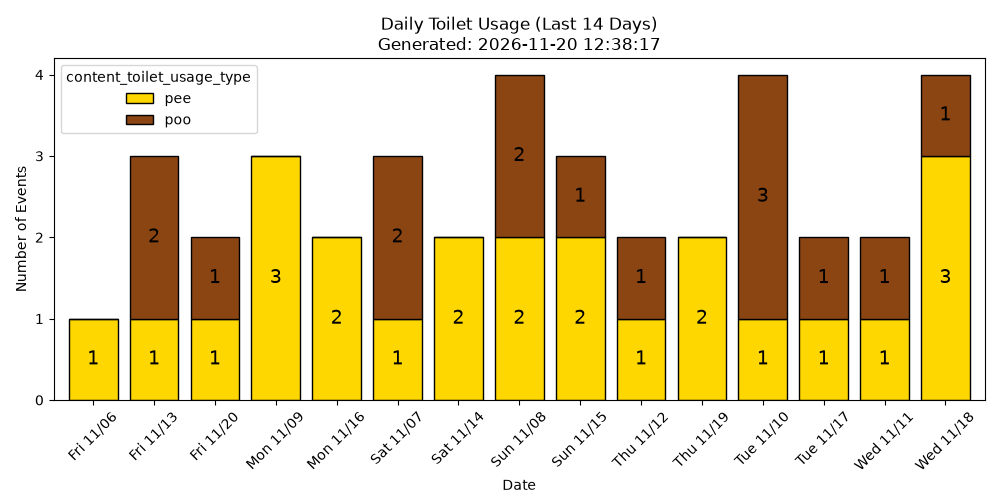 Daily Toilet Usage (Last 14 Days)
Generated: 2026-11-20 12:38:17
content_toilet_usage_type
pee
poo
Number of Events
4
3
2
1
0
1
1
2
1
1
3
2
1
2
2
2
2
2
1
1
1
2
1
3
1
1
1
1
3
1
Fri 11/06
Fri 11/13
Fri 11/20
Mon 11/09
Mon 11/16
Sat 11/07
Sat 11/14
Sun 11/08
Sun 11/15
Thu 11/12
Thu 11/19
Tue 11/10
Tue 11/17
Wed 11/11
Wed 11/18
Date